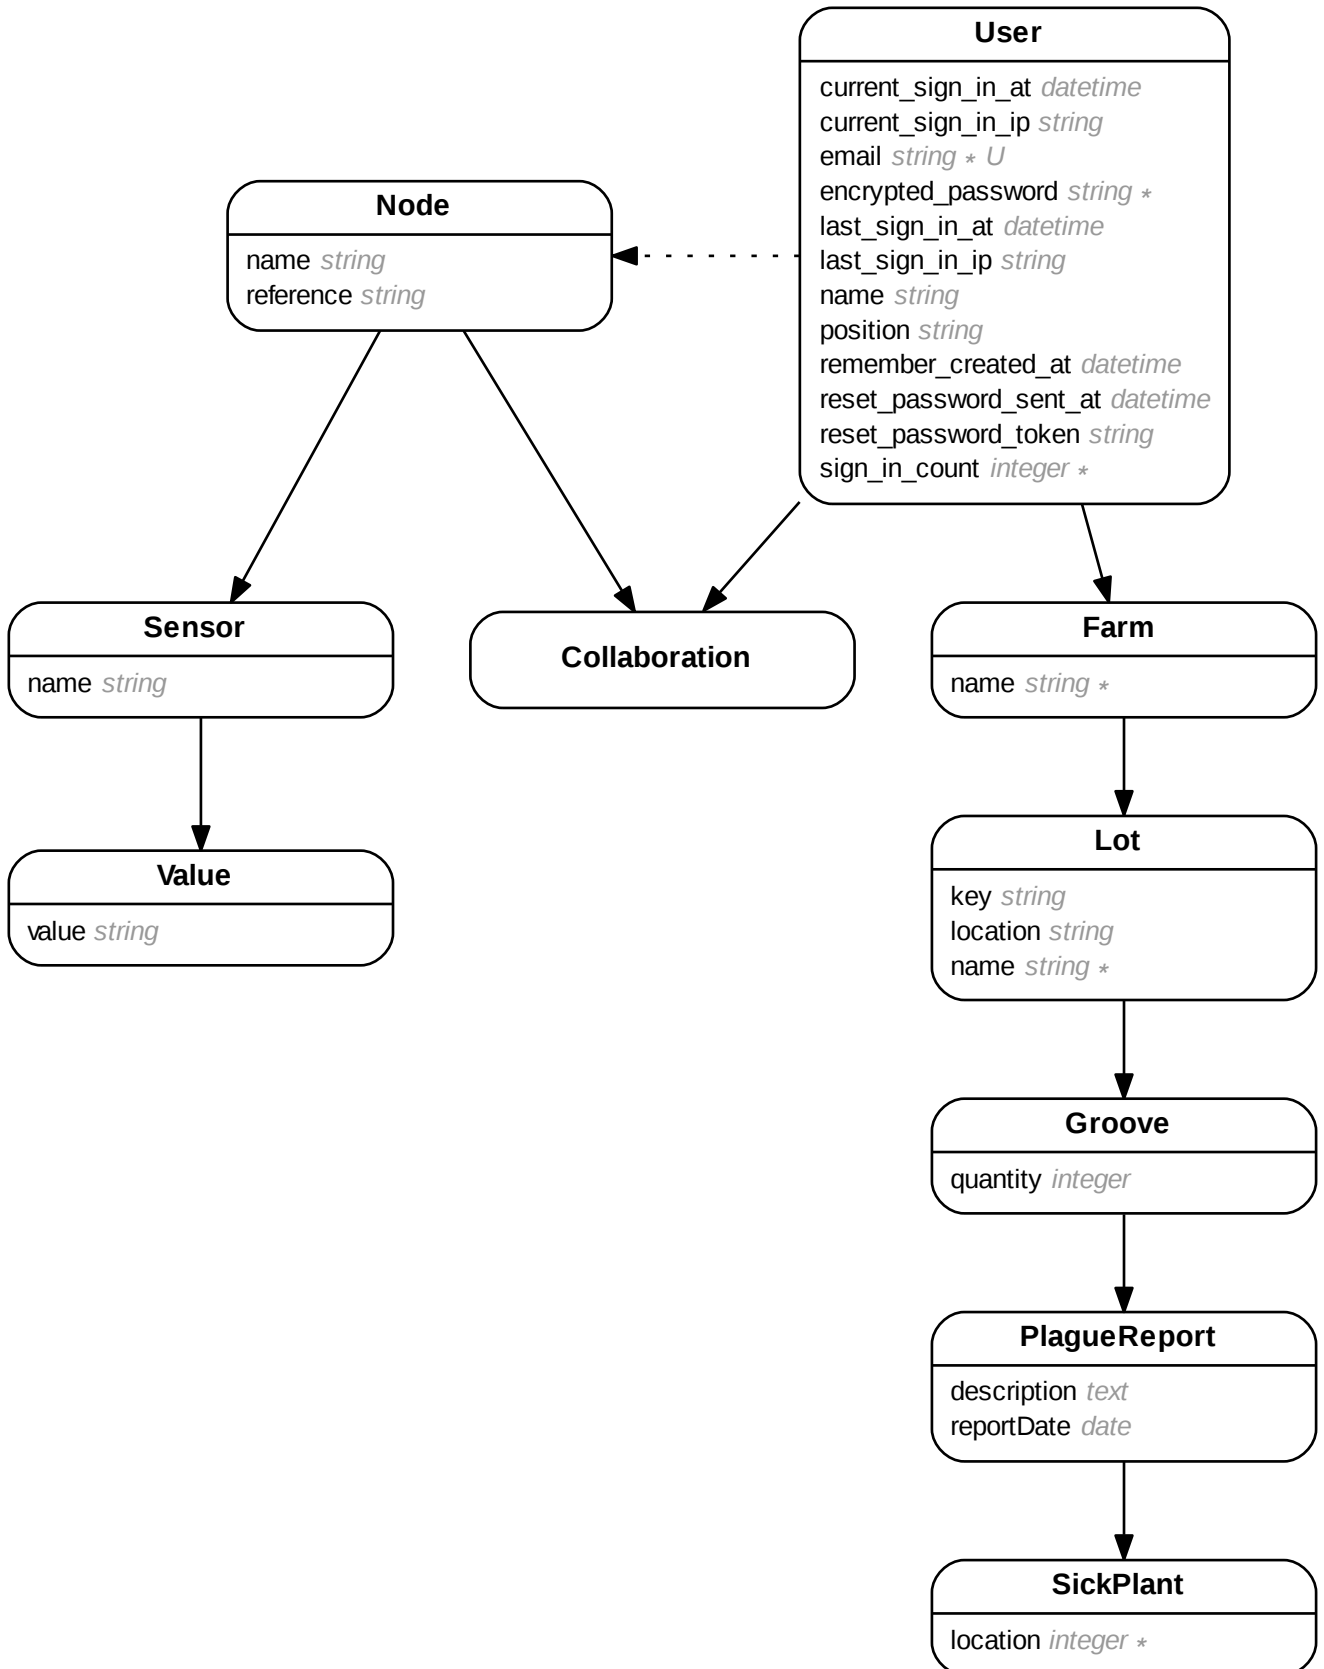 User
current_sign_in_at datetime
current_sign_in_ip string
email string * U
encrypted_password string *
last_sign_in_at datetime
last_sign_in_ip string
name string
position string
remember_created_at datetime
reset_password_sent_at datetime
reset_password_token string
sign_in_count integer *
Node
name string
reference string
Sensor
name string
Collaboration
Farm
name string *
Value
value string
Lot
key string
location string
name string *
Groove
quantity integer
PlagueReport
description text
reportDate date
SickPlant
location integer *